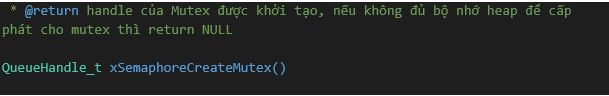 * @return handle của Mutex được khởi tạo, nếu không đủ bộ nhớ heap để cấp
phát cho mutex thì return NULL
QueueHandle_t xSemaphoreCreateMutex()